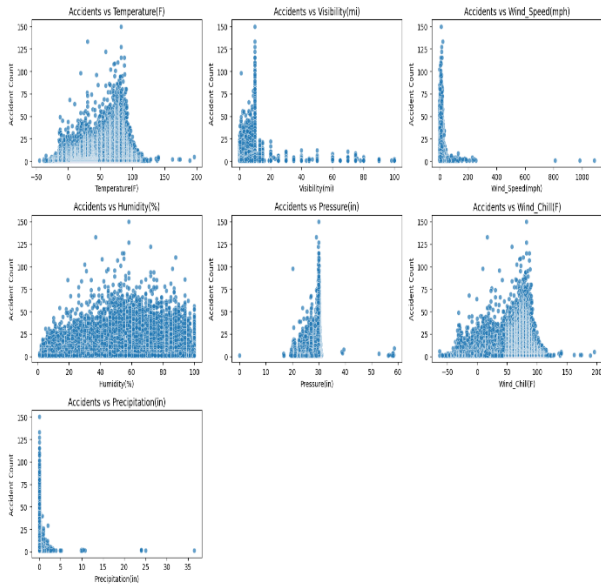 Accidents vs Temperature(F)
Accident Count
150
125
100
75
50
25
0
−50 0 50 100 150 200
Temperature(F)
Accidents vs Visibility(mi)
Accident Count
150
125
100
75
50
25
0
0 20 40 60 80 100
Visibility(mi)
Accidents vs Wind_Speed(mph)
Accident Count
150
125
100
75
50
25
0
0 200 400 600 800 1000
Wind_Speed(mph)
Accidents vs Humidity(%)
Accident Count
150
125
100
75
50
25
0
0 20 40 60 80 100
Humidity(%)
Accidents vs Pressure(in)
Accident Count
150
125
100
75
50
25
0
0 10 20 30 40 50 60
Pressure(in)
Accidents vs Wind_Chill(F)
Accident Count
150
125
100
75
50
25
0
−50 0 50 100 150 200
Wind_Chill(F)
Accidents vs Precipitation(in)
Accident Count
150
125
100
75
50
25
0
0 5 10 15 20 25 30 35
Precipitation(in)